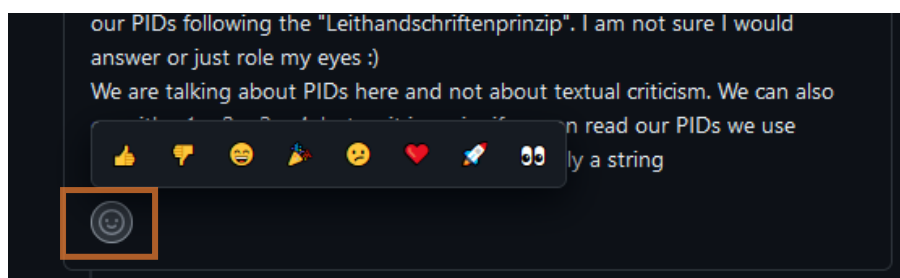 our PIDs following the "Leithandschriftenprinzip". I am not sure I would
answer or just role my eyes :)
We are talking about PIDs here and not about textual criticism. We can also
n read our PIDs we use
ly a string